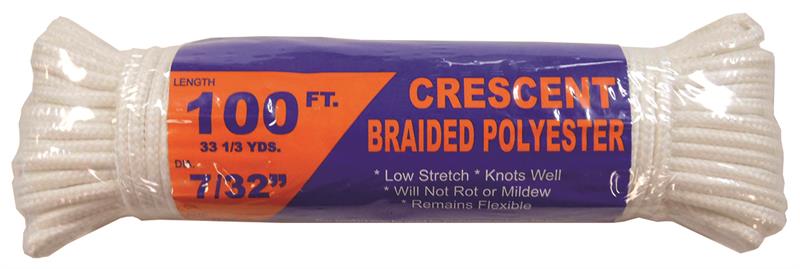 LENGTH
100 FT.
33 1/3 YDS.
DIA.
7/32”
CRESCENT
BRAIDED POLYESTER
* Low Stretch * Knots Well
* Will Not Rot or Mildew
* Remains Flexible